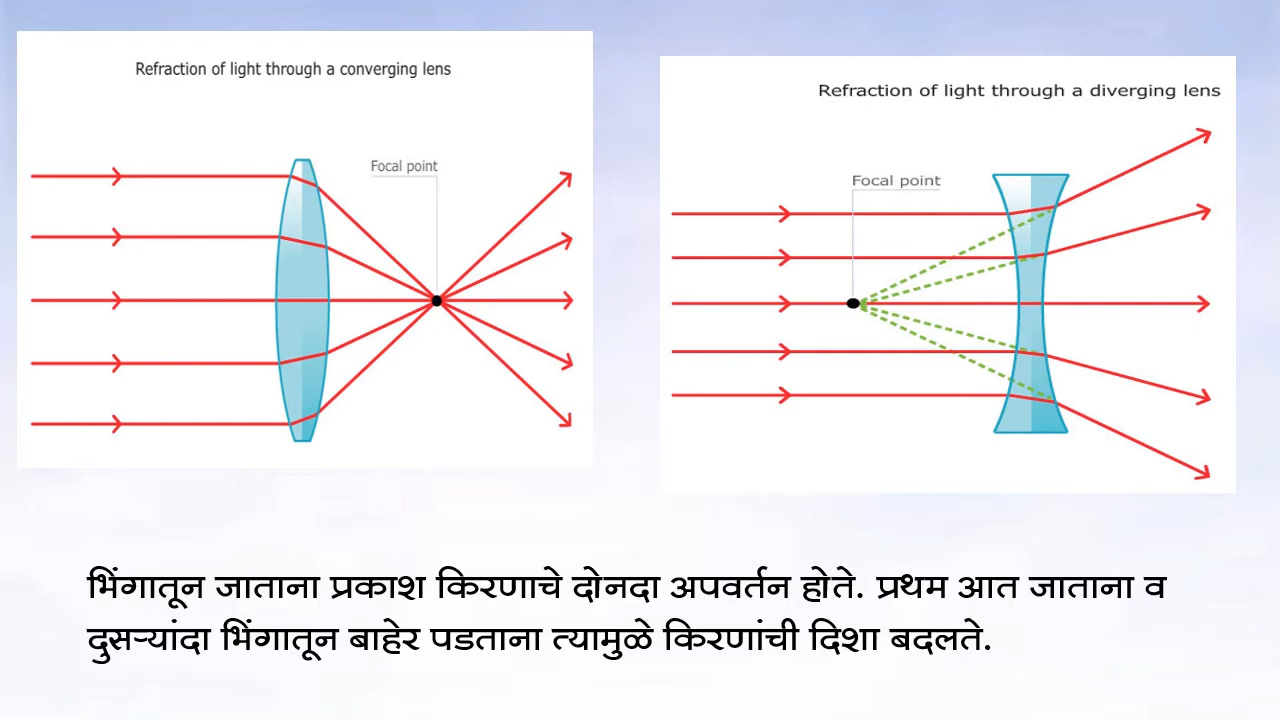 Refraction of light through a converging lens
Focal point
Refraction of light through a diverging lens
Focal point
भिंगातून जाताना प्रकाश किरणाचे दोनदा अपवर्तन होते. प्रथम आत जाताना व
दुसऱ्यांदा भिंगातून बाहेर पडताना त्यामुळे किरणांची दिशा बदलते.